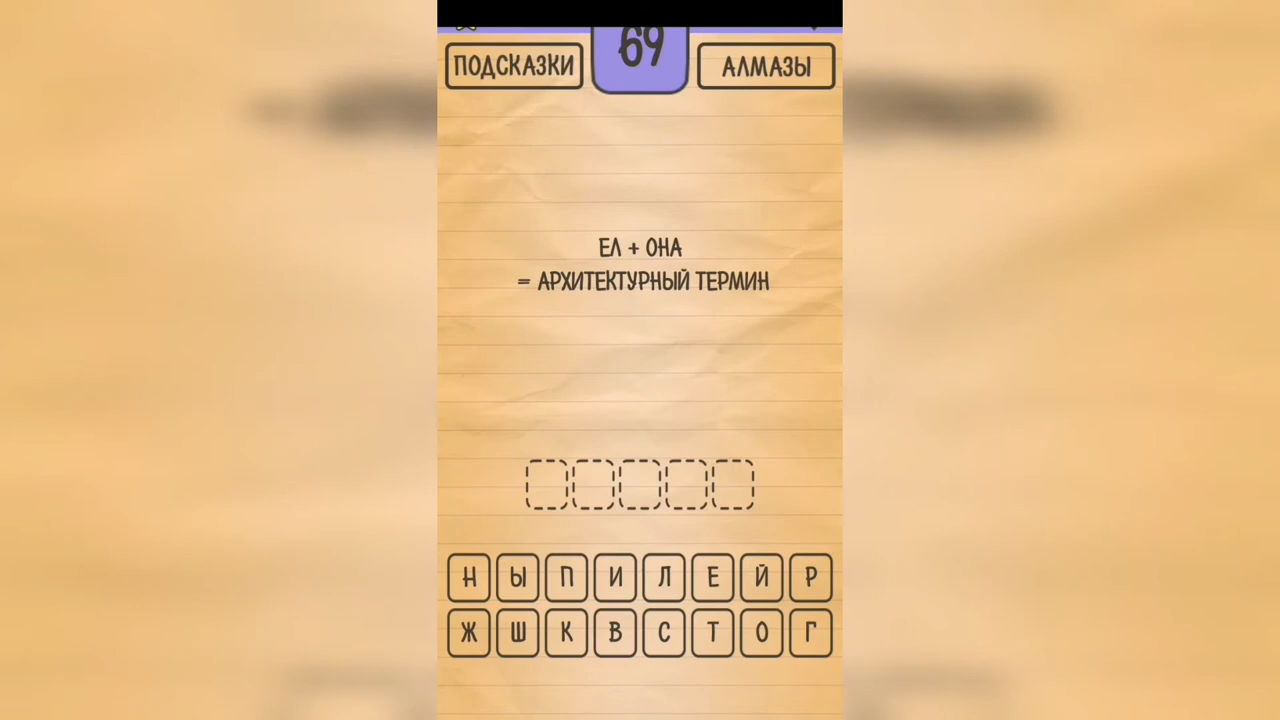 69
ПОДСКАЗКИ
АЛМАЗЫ
ЕЛ + ОНА
= АРХИТЕКТУРНЫЙ ТЕРМИН
Н Ы П И Л Е Й Р
Ж Ш К В С Т О Г